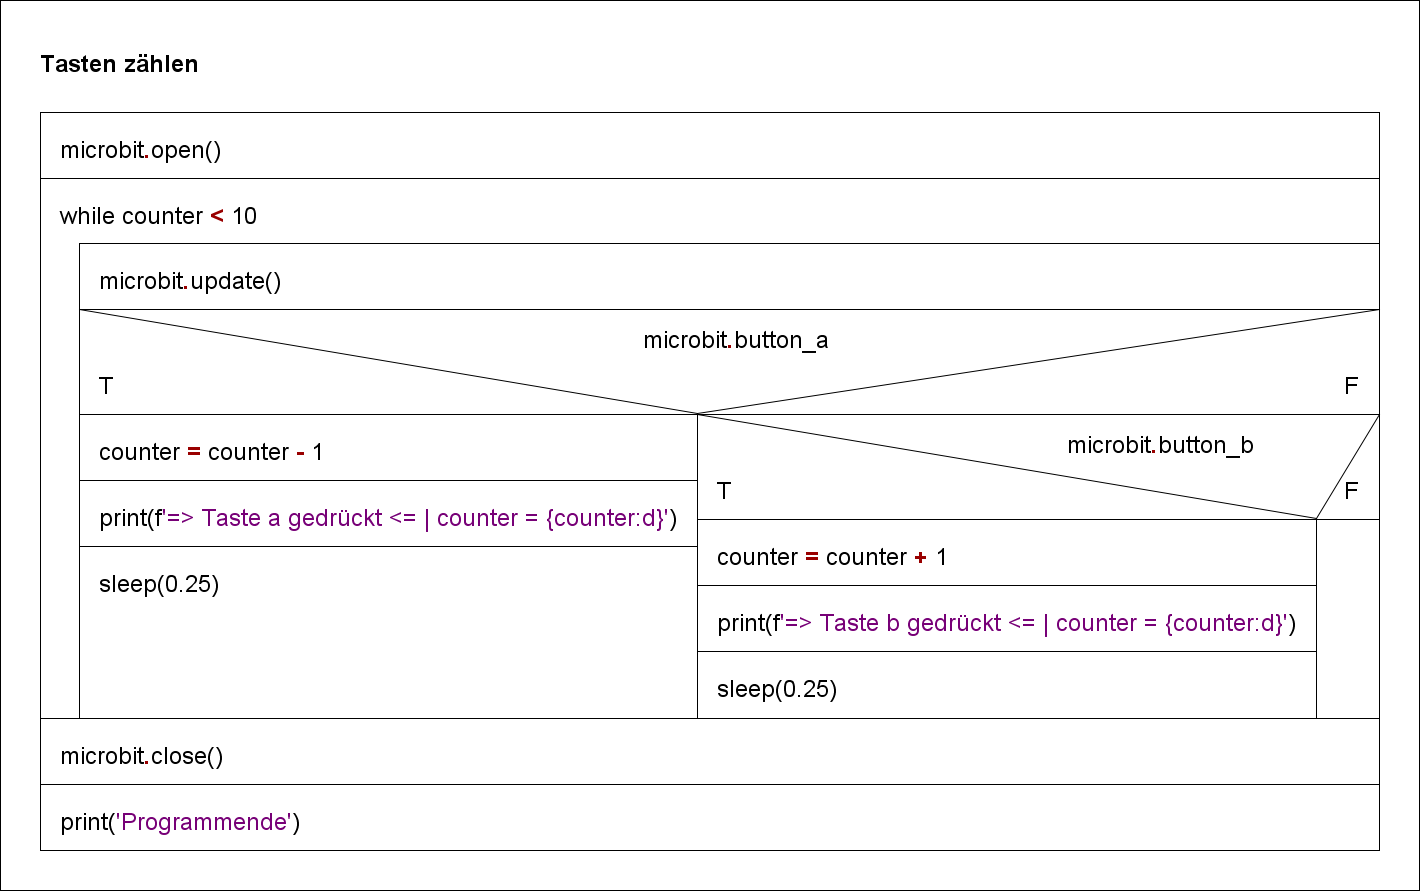 Tasten zählen
microbit.open()
while counter < 10
microbit.update()
microbit.button_a
T
F
counter = counter - 1
print(f'=> Taste a gedrückt <= | counter = {counter:d}')
sleep(0.25)
microbit.button_b
T
F
counter = counter + 1
print(f'=> Taste b gedrückt <= | counter = {counter:d}')
sleep(0.25)
microbit.close()
print('Programmende')